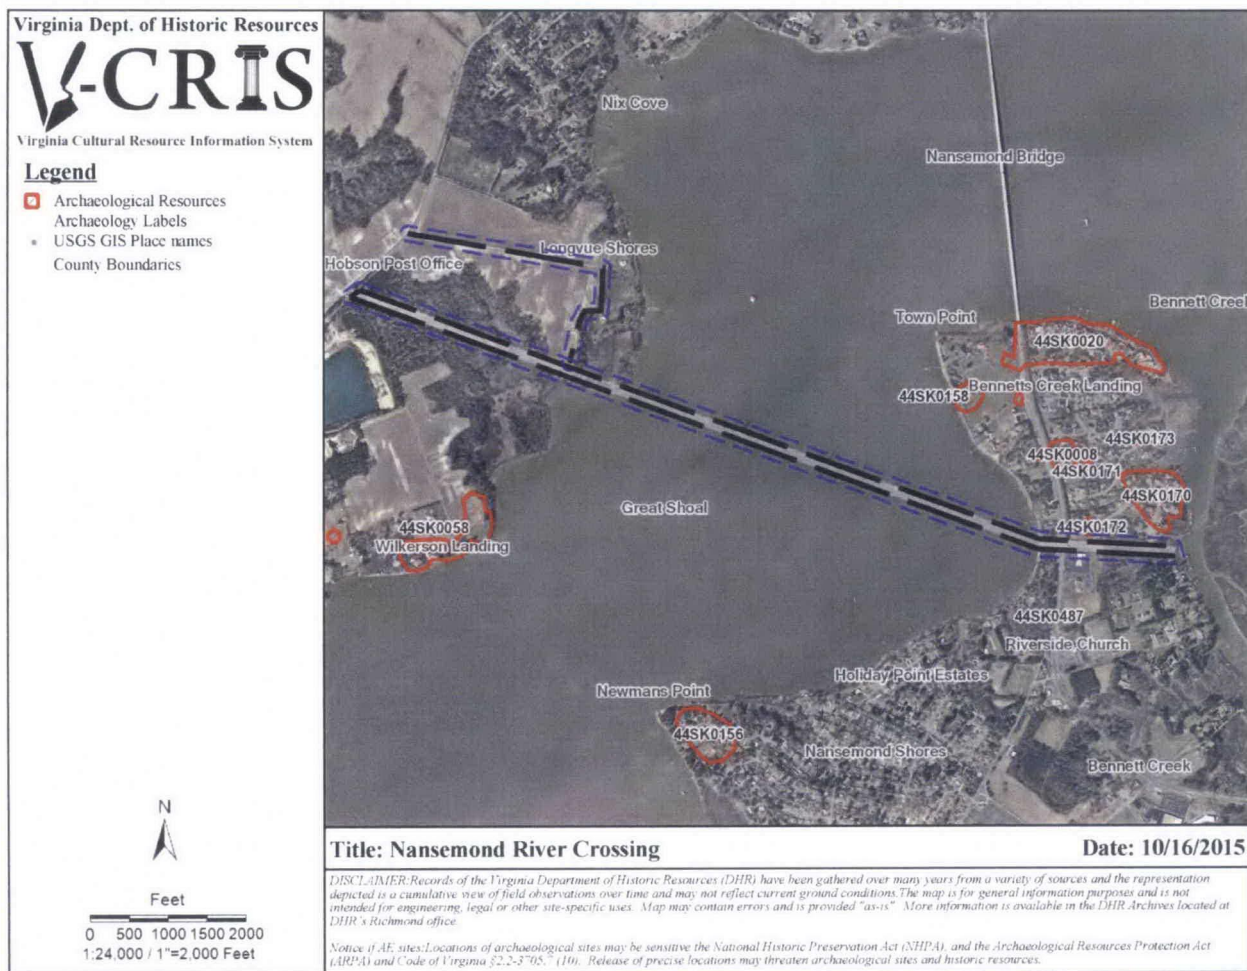 Virginia Dept. of Historic Resources
V-CRIS
Virginia Cultural Resource Information System
Legend
Archaeological Resources
Archaeology Labels
USGS GIS Place names
County Boundaries
N
Feet
0 500 1000 1500 2000
1:24,000 / 1"=2,000 Feet
Nix Cove
Nansemond Bridge
Longvue Shores
Hobson Post Office
Bennett Creek
Town Point
44SK0020
Bennetts Creek Landing
44SK0158
44SK0173
44SK0008
44SK0171
44SK0170
Great Shoal
44SK0058
44SK0172
Wilkerson Landing
44SK0487
Riverside Church
Holiday Point Estates
Newmans Point
44SK0156
Nansemond Shores
Bennett Creek
Title: Nansemond River Crossing
Date: 10/16/2015
DISCLAIMER:Records of the Virginia Department of Historic Resources (DHR) have been gathered over many years from a variety of sources and the representation
depicted is a cumulative view of field observations over time and may not reflect current ground conditions.The map is for general information purposes and is not
intended for engineering, legal or other site-specific uses. Map may contain errors and is provided "as-is". More information is available in the DHR Archives located at
DHR's Richmond office.
Notice if AE sites:Locations of archaeological sites may be sensitive the National Historic Preservation Act (NHPA), and the Archaeological Resources Protection Act
(ARPA) and Code of Virginia §2.2-3705.7 (10). Release of precise locations may threaten archaeological sites and historic resources.